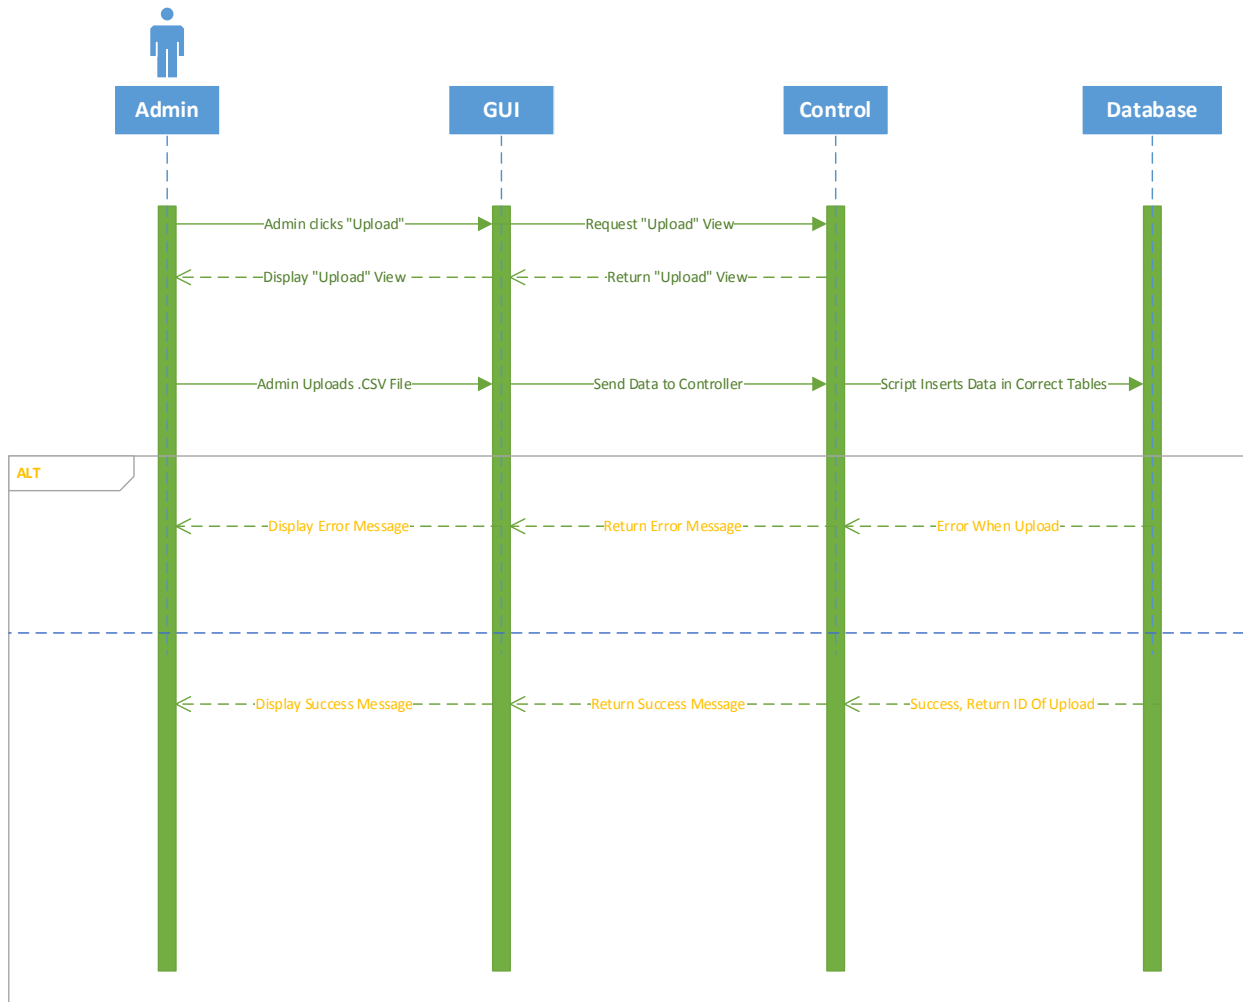 Admin
GUI
Control
Database
Admin clicks "Upload"
Request "Upload" View
Display "Upload" View
Return "Upload" View
Admin Uploads .CSV File
Send Data to Controller
Script Inserts Data in Correct Tables
ALT
Display Error Message
Return Error Message
Error When Upload
Display Success Message
Return Success Message
Success, Return ID Of Upload